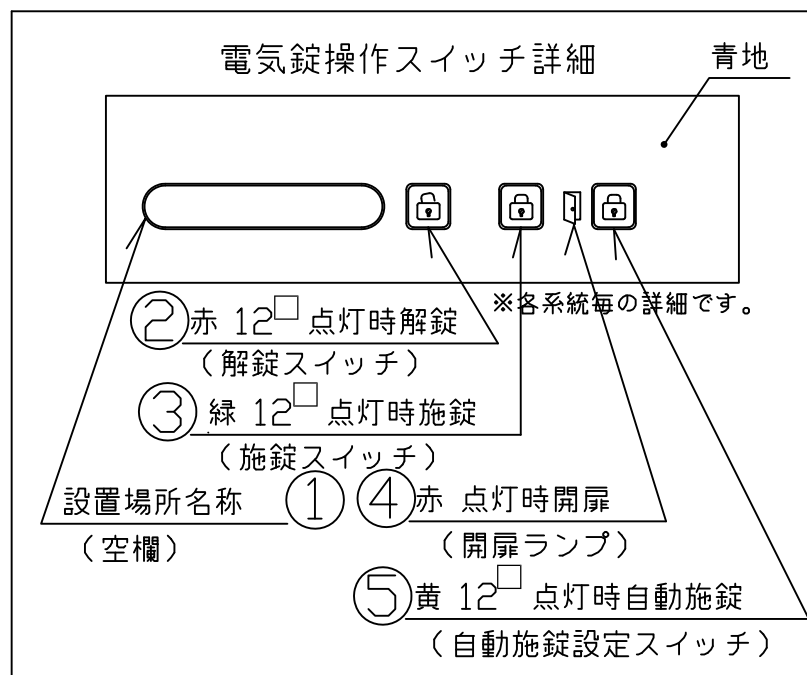 電気錠操作スイッチ詳細
青地
※各系統毎の詳細です。
②赤 12□ 点灯時解錠
(解錠スイッチ)
③緑 12□ 点灯時施錠
(施錠スイッチ)
設置場所名称 ①
(空欄)
④赤 点灯時開扉
(開扉ランプ)
⑤黄 12□ 点灯時自動施錠
(自動施錠設定スイッチ)